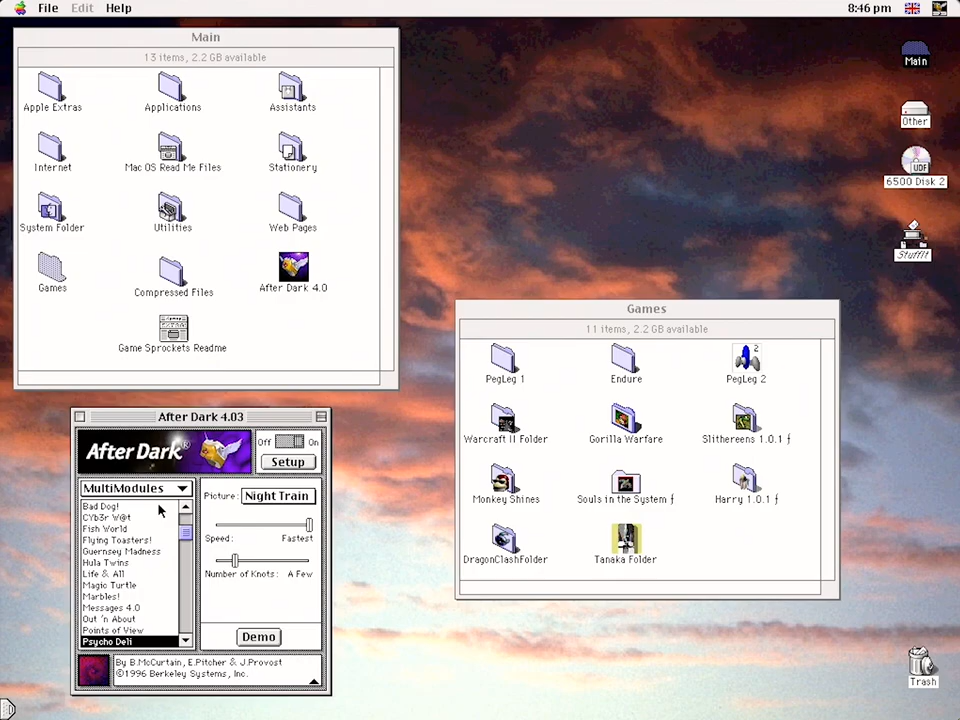 File Edit Help
8:46 pm
Main
13 items, 2.2 GB available
Apple Extras
Applications
Assistants
Internet
Mac OS Read Me Files
Stationery
System Folder
Utilities
Web Pages
Games
Compressed Files
After Dark 4.0
Game Sprockets Readme
Main
Other
UDF
6500 Disk 2
StuffIt
Games
11 items, 2.2 GB available
PegLeg 1
Endure
2
PegLeg 2
Warcraft II Folder
Gorilla Warfare
Slithereens 1.0.1 ƒ
Monkey Shines
Souls in the System ƒ
Harry 1.0.1 ƒ
DragonClashFolder
Tanaka Folder
After Dark 4.03
After Dark®
Off On
Setup
MultiModules
Bad Dog!
CYb3r W@t
Fish World
Flying Toasters!
Guernsey Madness
Hula Twins
Life & All
Magic Turtle
Marbles!
Messages 4.0
Out 'n About
Points of View
Psycho Deli
Picture: Night Train
Speed: Fastest
Number of Knots: A Few
Demo
By B.McCurtain, E.Pitcher & J.Provost
©1996 Berkeley Systems, Inc.
Trash